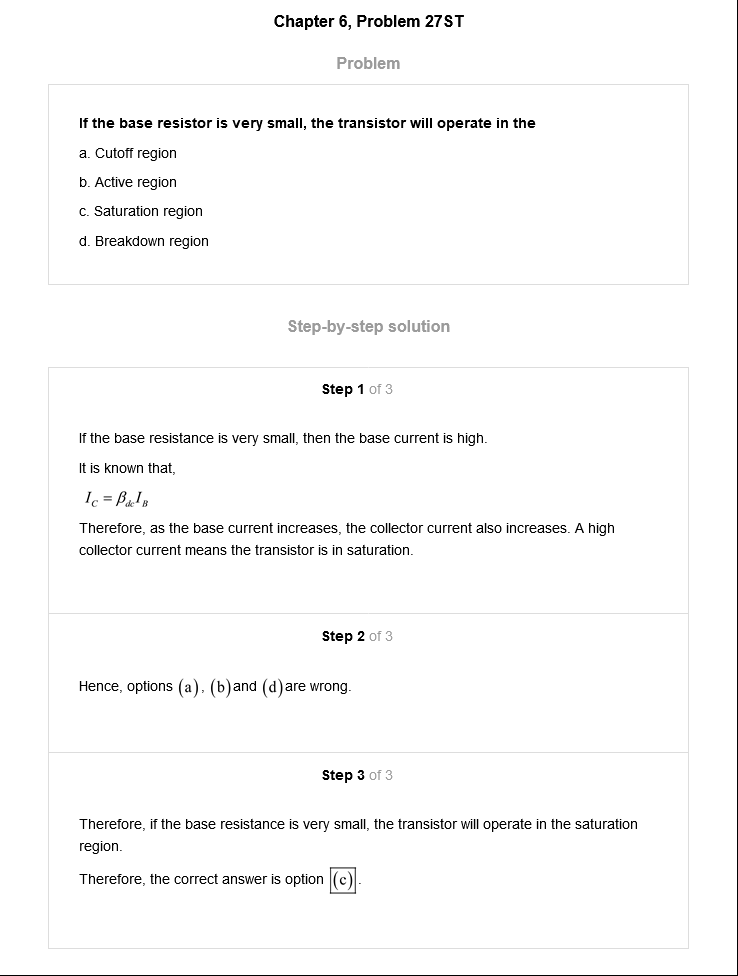 Chapter 6, Problem 27ST
Problem
If the base resistor is very small, the transistor will operate in the
a. Cutoff region
b. Active region
c. Saturation region
d. Breakdown region
Step-by-step solution
Step 1 of 3
If the base resistance is very small, then the base current is high.
It is known that,
I_C = β_dc I_B
Therefore, as the base current increases, the collector current also increases. A high
collector current means the transistor is in saturation.
Step 2 of 3
Hence, options (a), (b)and (d)are wrong.
Step 3 of 3
Therefore, if the base resistance is very small, the transistor will operate in the saturation
region.
Therefore, the correct answer is option (c).